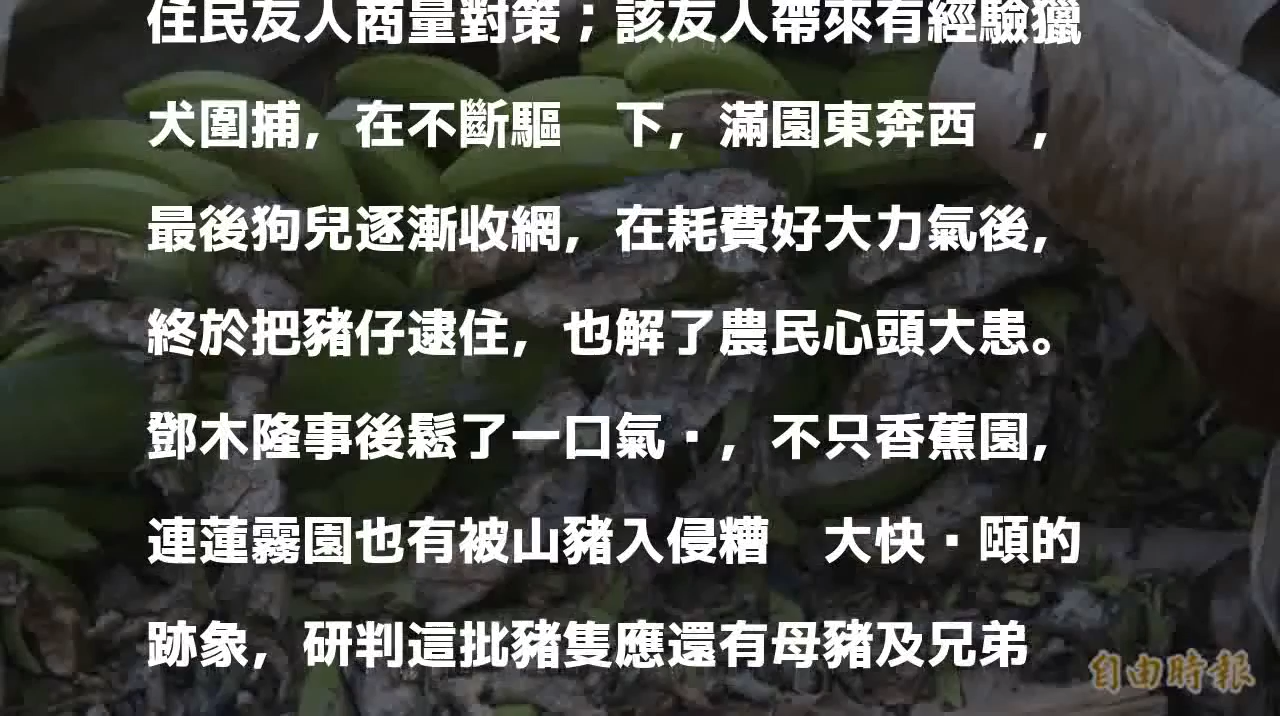 住民友人商量對策；該友人帶來有經驗獵
犬圍捕，在不斷驅　下，滿園東奔西　，
最後狗兒逐漸收網，在耗費好大力氣後，
終於把豬仔逮住，也解了農民心頭大患。
鄧木隆事後鬆了一口氣·，不只香蕉園，
連蓮霧園也有被山豬入侵糟　大快·頤的
跡象，研判這批豬隻應還有母豬及兄弟
自由時報